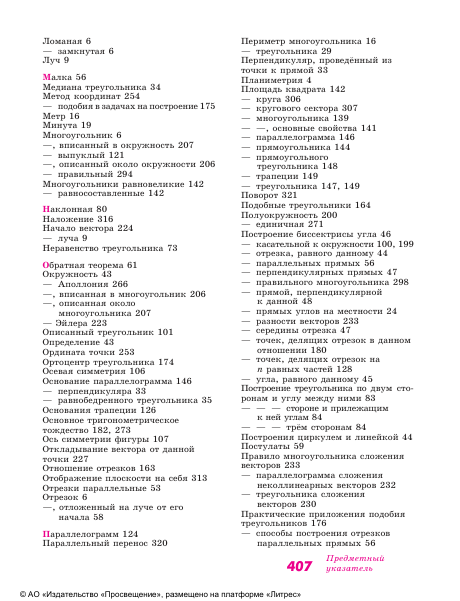 Ломаная 6
— замкнутая 6
Луч 9
Малка 56
Медиана треугольника 34
Метод координат 254
— подобия в задачах на построение 175
Метр 16
Минута 19
Многоугольник 6
—, вписанный в окружность 207
— выпуклый 121
—, описанный около окружности 206
— правильный 294
Многоугольники равновеликие 142
— равносоставленные 142
Наклонная 80
Наложение 316
Начало вектора 224
— луча 9
Неравенство треугольника 73
Обратная теорема 61
Окружность 43
— Аполлония 266
—, вписанная в многоугольник 206
—, описанная около
многоугольника 207
— Эйлера 223
Описанный треугольник 101
Определение 43
Ордината точки 253
Ортоцентр треугольника 174
Осевая симметрия 106
Основание параллелограмма 146
— перпендикуляра 33
— равнобедренного треугольника 35
Основания трапеции 126
Основное тригонометрическое
тождество 182, 273
Ось симметрии фигуры 107
Откладывание вектора от данной
точки 227
Отношение отрезков 163
Отображение плоскости на себя 313
Отрезки параллельные 53
Отрезок 6
—, отложенный на луче от его
начала 58
Параллелограмм 124
Параллельный перенос 320
Периметр многоугольника 16
— треугольника 29
Перпендикуляр, проведённый из
точки к прямой 33
Планиметрия 4
Площадь квадрата 142
— круга 306
— кругового сектора 307
— многоугольника 139
— —, основные свойства 141
— параллелограмма 146
— прямоугольника 144
— прямоугольного
треугольника 148
— трапеции 149
— треугольника 147, 149
Поворот 321
Подобные треугольники 164
Полуокружность 200
— единичная 271
Построение биссектрисы угла 46
— касательной к окружности 100, 199
— отрезка, равного данному 44
— параллельных прямых 56
— перпендикулярных прямых 47
— правильного многоугольника 298
— прямой, перпендикулярной
к данной 48
— прямых углов на местности 24
— разности векторов 233
— середины отрезка 47
— точек, делящих отрезок в данном
отношении 180
— точек, делящих отрезок на
n равных частей 128
— угла, равного данному 45
Построение треугольника по двум сто-
ронам и углу между ними 83
— — — стороне и прилежащим
к ней углам 84
— — — трём сторонам 84
Построения циркулем и линейкой 44
Постулаты 59
Правило многоугольника сложения
векторов 233
— параллелограмма сложения
неколлинеарных векторов 232
— треугольника сложения
векторов 230
Практические приложения подобия
треугольников 176
— способы построения отрезков
параллельных прямых 56
407 Предметный
указатель
© АО «Издательство «Просвещение», размещено на платформе «Литрес»